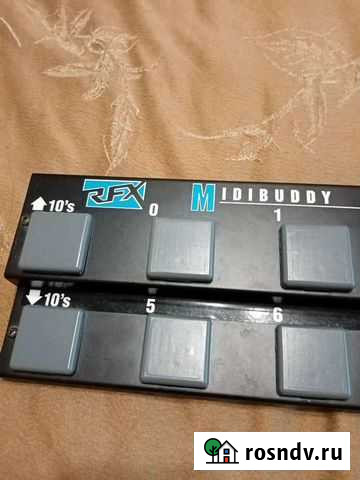 RFX MIDIBUDDY
⬆10's 0 1
⬇10's 5 6
rosndv.ru